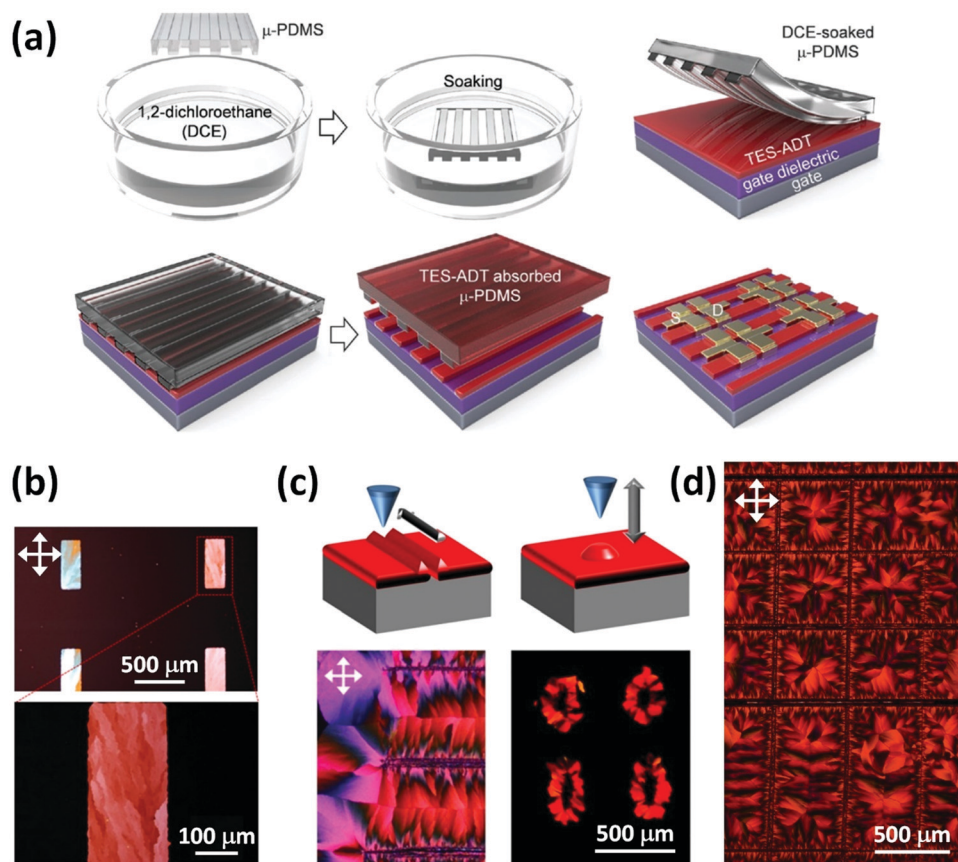 (a)
μ-PDMS
1,2-dichloroethane
(DCE)
Soaking
DCE-soaked
μ-PDMS
TES-ADT
gate dielectric
gate
TES-ADT absorbed
μ-PDMS
S
D
(b)
500 μm
100 μm
(c)
500 μm
(d)
500 μm